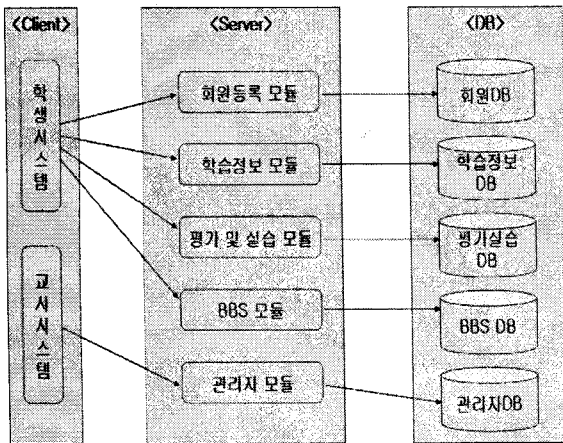 <Client>
<Server>
<DB>
학생시스템
교사시스템
회원등록 모듈
학습정보 모듈
평가 및 실습 모듈
BBS 모듈
관리자 모듈
회원DB
학습정보
DB
평가실습
DB
BBS DB
관리자DB